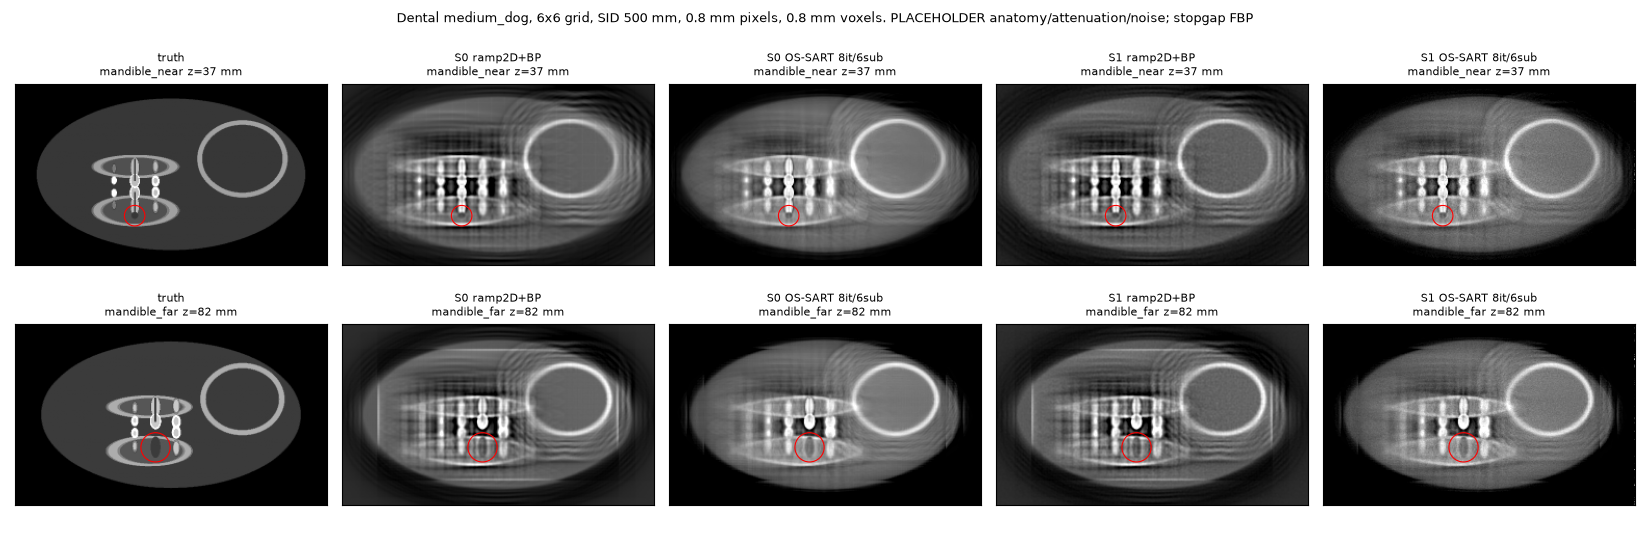 Dental medium_dog, 6x6 grid, SID 500 mm, 0.8 mm pixels, 0.8 mm voxels. PLACEHOLDER anatomy/attenuation/noise; stopgap FBP
truth
mandible_near z=37 mm
S0 ramp2D+BP
mandible_near z=37 mm
S0 OS-SART 8it/6sub
mandible_near z=37 mm
S1 ramp2D+BP
mandible_near z=37 mm
S1 OS-SART 8it/6sub
mandible_near z=37 mm
truth
mandible_far z=82 mm
S0 ramp2D+BP
mandible_far z=82 mm
S0 OS-SART 8it/6sub
mandible_far z=82 mm
S1 ramp2D+BP
mandible_far z=82 mm
S1 OS-SART 8it/6sub
mandible_far z=82 mm